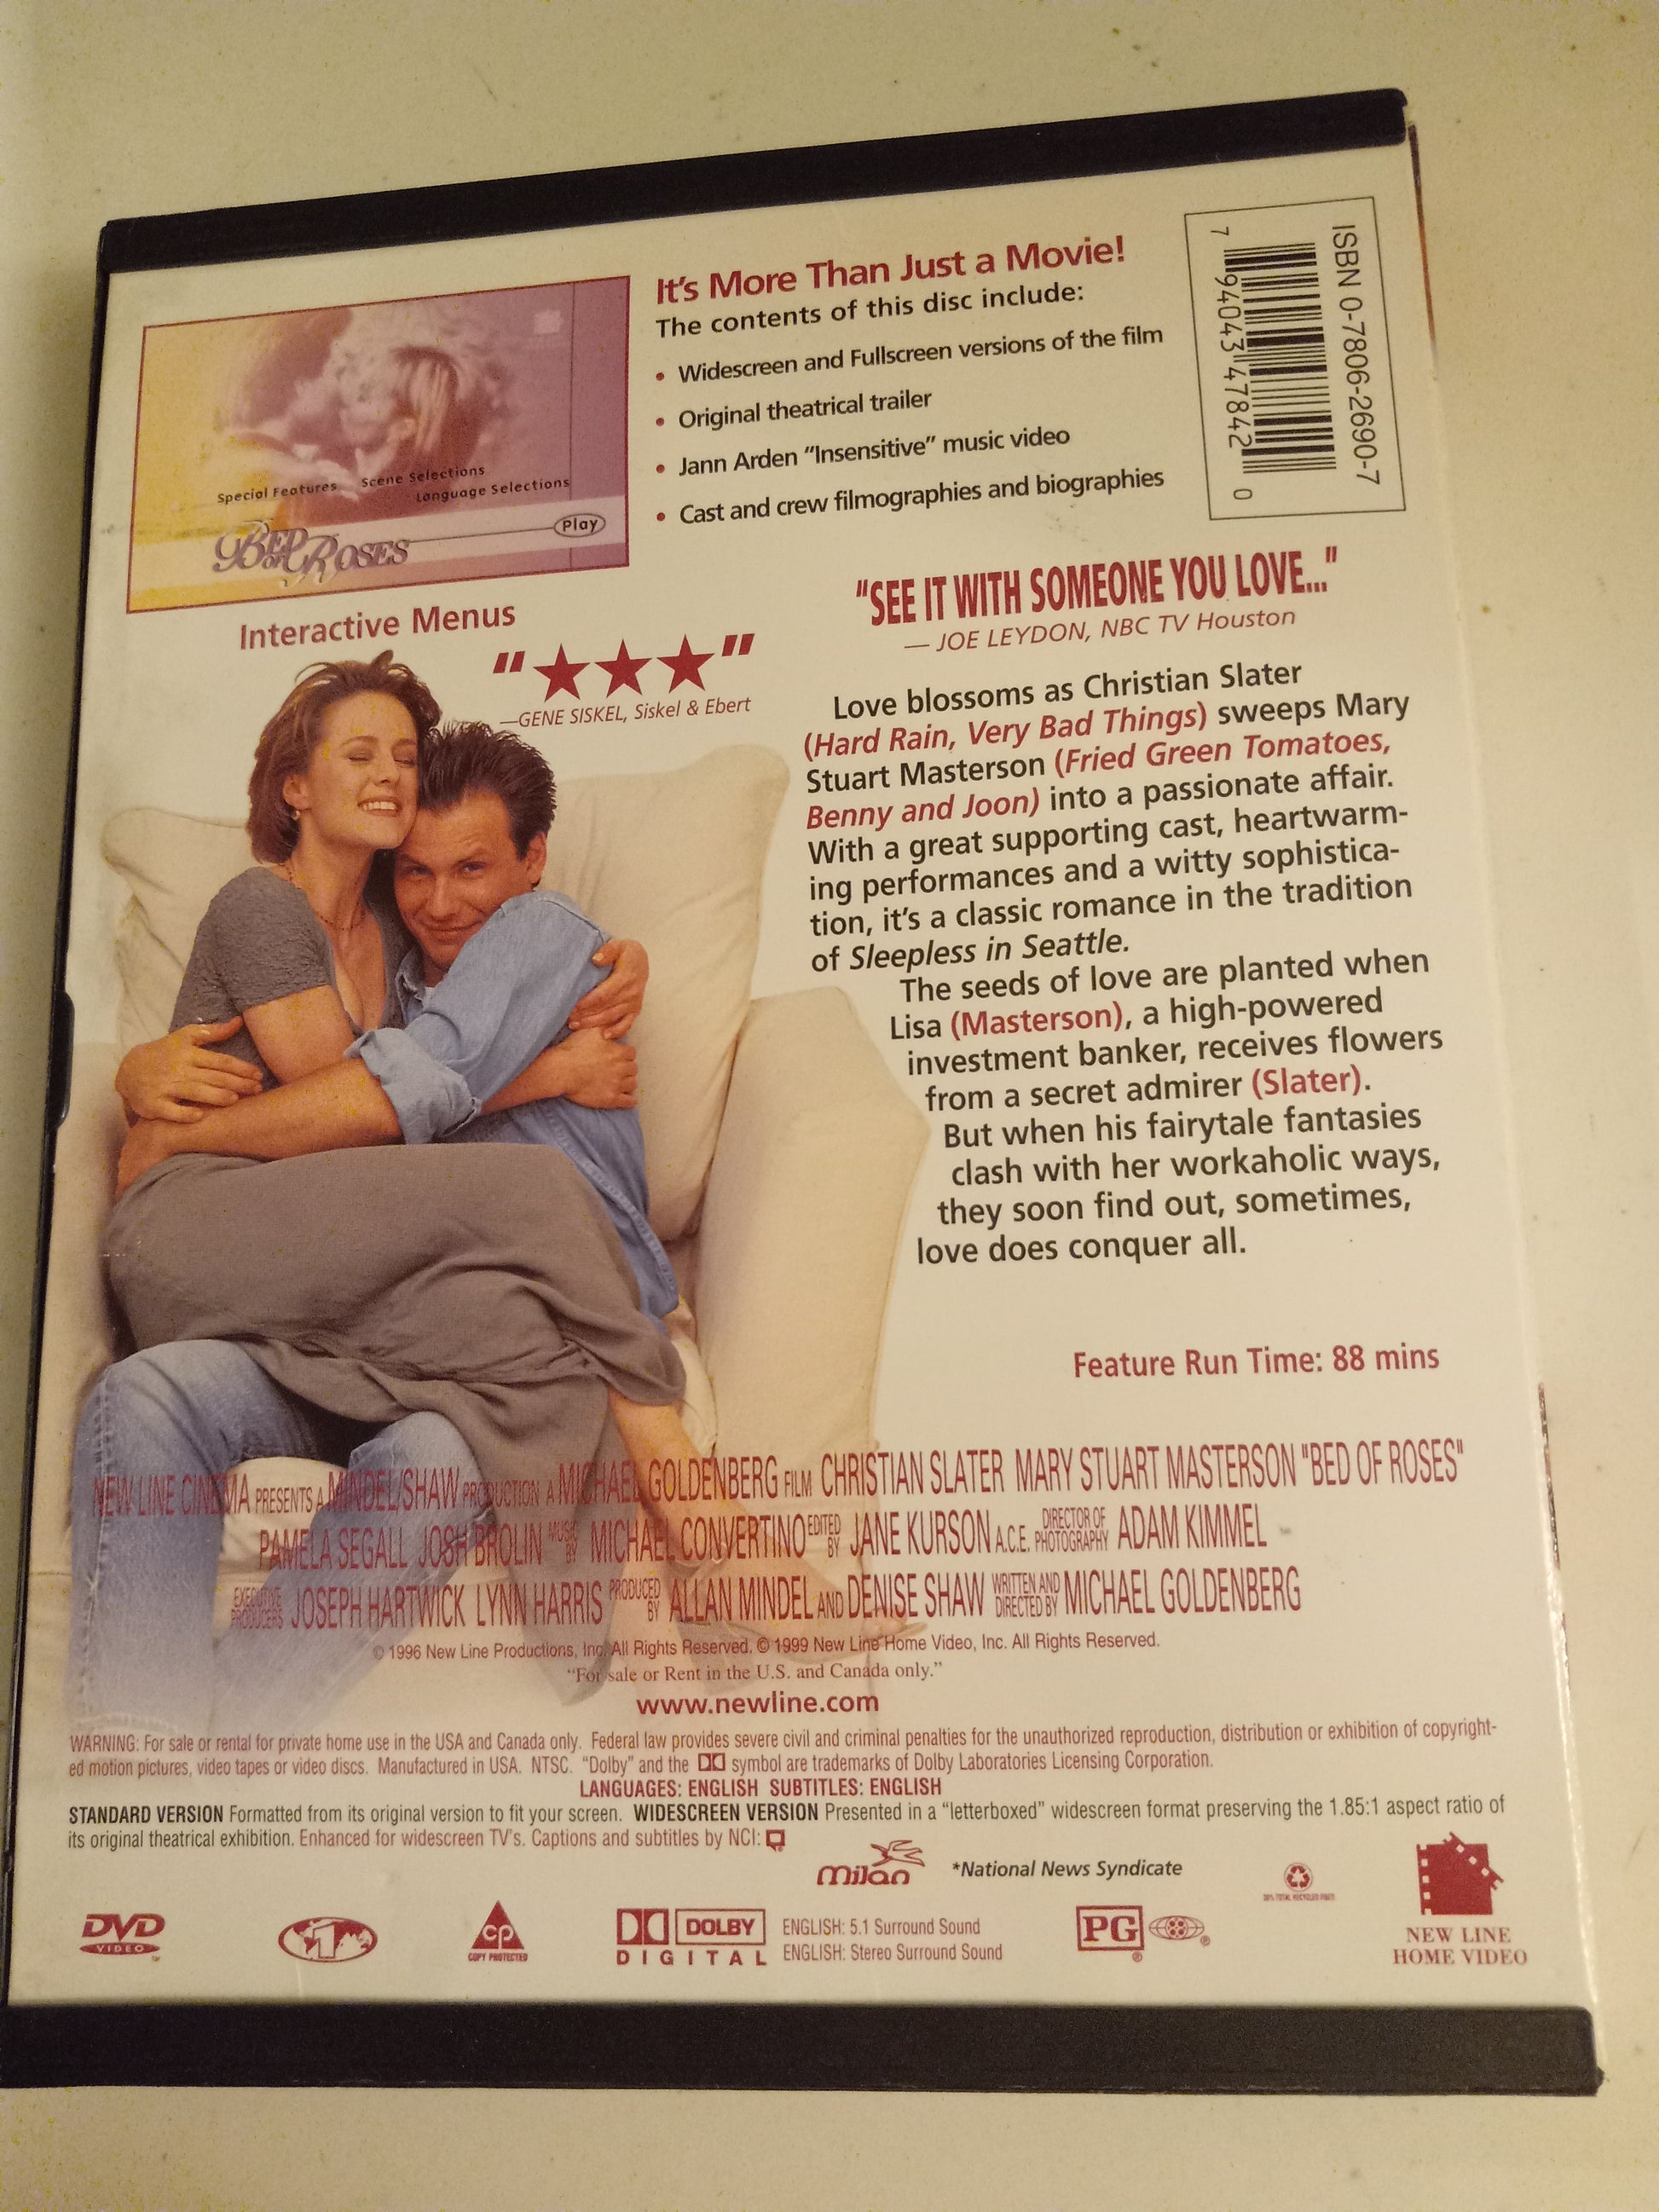 It's More Than Just a Movie!
The contents of this disc include:
• Widescreen and Fullscreen versions of the film
• Original theatrical trailer
• Jann Arden "Insensitive" music video
• Cast and crew filmographies and biographies
ISBN 0-7806-2690-7
7 94043 47842 0
Special Features
Scene Selections
Language Selections
Play
BED OF ROSES
Interactive Menus
"★★★"
—GENE SISKEL, Siskel & Ebert
"SEE IT WITH SOMEONE YOU LOVE..."
— JOE LEYDON, NBC TV Houston
Love blossoms as Christian Slater
(Hard Rain, Very Bad Things) sweeps Mary
Stuart Masterson (Fried Green Tomatoes,
Benny and Joon) into a passionate affair.
With a great supporting cast, heartwarm-
ing performances and a witty sophistica-
tion, it's a classic romance in the tradition
of Sleepless in Seattle.
The seeds of love are planted when
Lisa (Masterson), a high-powered
investment banker, receives flowers
from a secret admirer (Slater).
But when his fairytale fantasies
clash with her workaholic ways,
they soon find out, sometimes,
love does conquer all.
Feature Run Time: 88 mins
NEW LINE CINEMA PRESENTS A MINDEL/SHAW PRODUCTION A MICHAEL GOLDENBERG FILM CHRISTIAN SLATER MARY STUART MASTERSON "BED OF ROSES"
PAMELA SEGALL JOSH BROLIN MUSIC BY MICHAEL CONVERTINO EDITED BY JANE KURSON A.C.E. DIRECTOR OF PHOTOGRAPHY ADAM KIMMEL
EXECUTIVE PRODUCERS JOSEPH HARTWICK LYNN HARRIS PRODUCED BY ALLAN MINDEL AND DENISE SHAW WRITTEN AND DIRECTED BY MICHAEL GOLDENBERG
© 1996 New Line Productions, Inc. All Rights Reserved. © 1999 New Line Home Video, Inc. All Rights Reserved.
"For sale or Rent in the U.S. and Canada only."
www.newline.com
WARNING: For sale or rental for private home use in the USA and Canada only. Federal law provides severe civil and criminal penalties for the unauthorized reproduction, distribution or exhibition of copyright-
ed motion pictures, video tapes or video discs. Manufactured in USA. NTSC. "Dolby" and the symbol are trademarks of Dolby Laboratories Licensing Corporation.
LANGUAGES: ENGLISH SUBTITLES: ENGLISH
STANDARD VERSION Formatted from its original version to fit your screen. WIDESCREEN VERSION Presented in a "letterboxed" widescreen format preserving the 1.85:1 aspect ratio of
its original theatrical exhibition. Enhanced for widescreen TV's. Captions and subtitles by NCI:
milan
*National News Syndicate
DVD
VIDEO
1
CP
COPY PROTECTED
DOLBY
DIGITAL
ENGLISH: 5.1 Surround Sound
ENGLISH: Stereo Surround Sound
PG
NEW LINE
HOME VIDEO